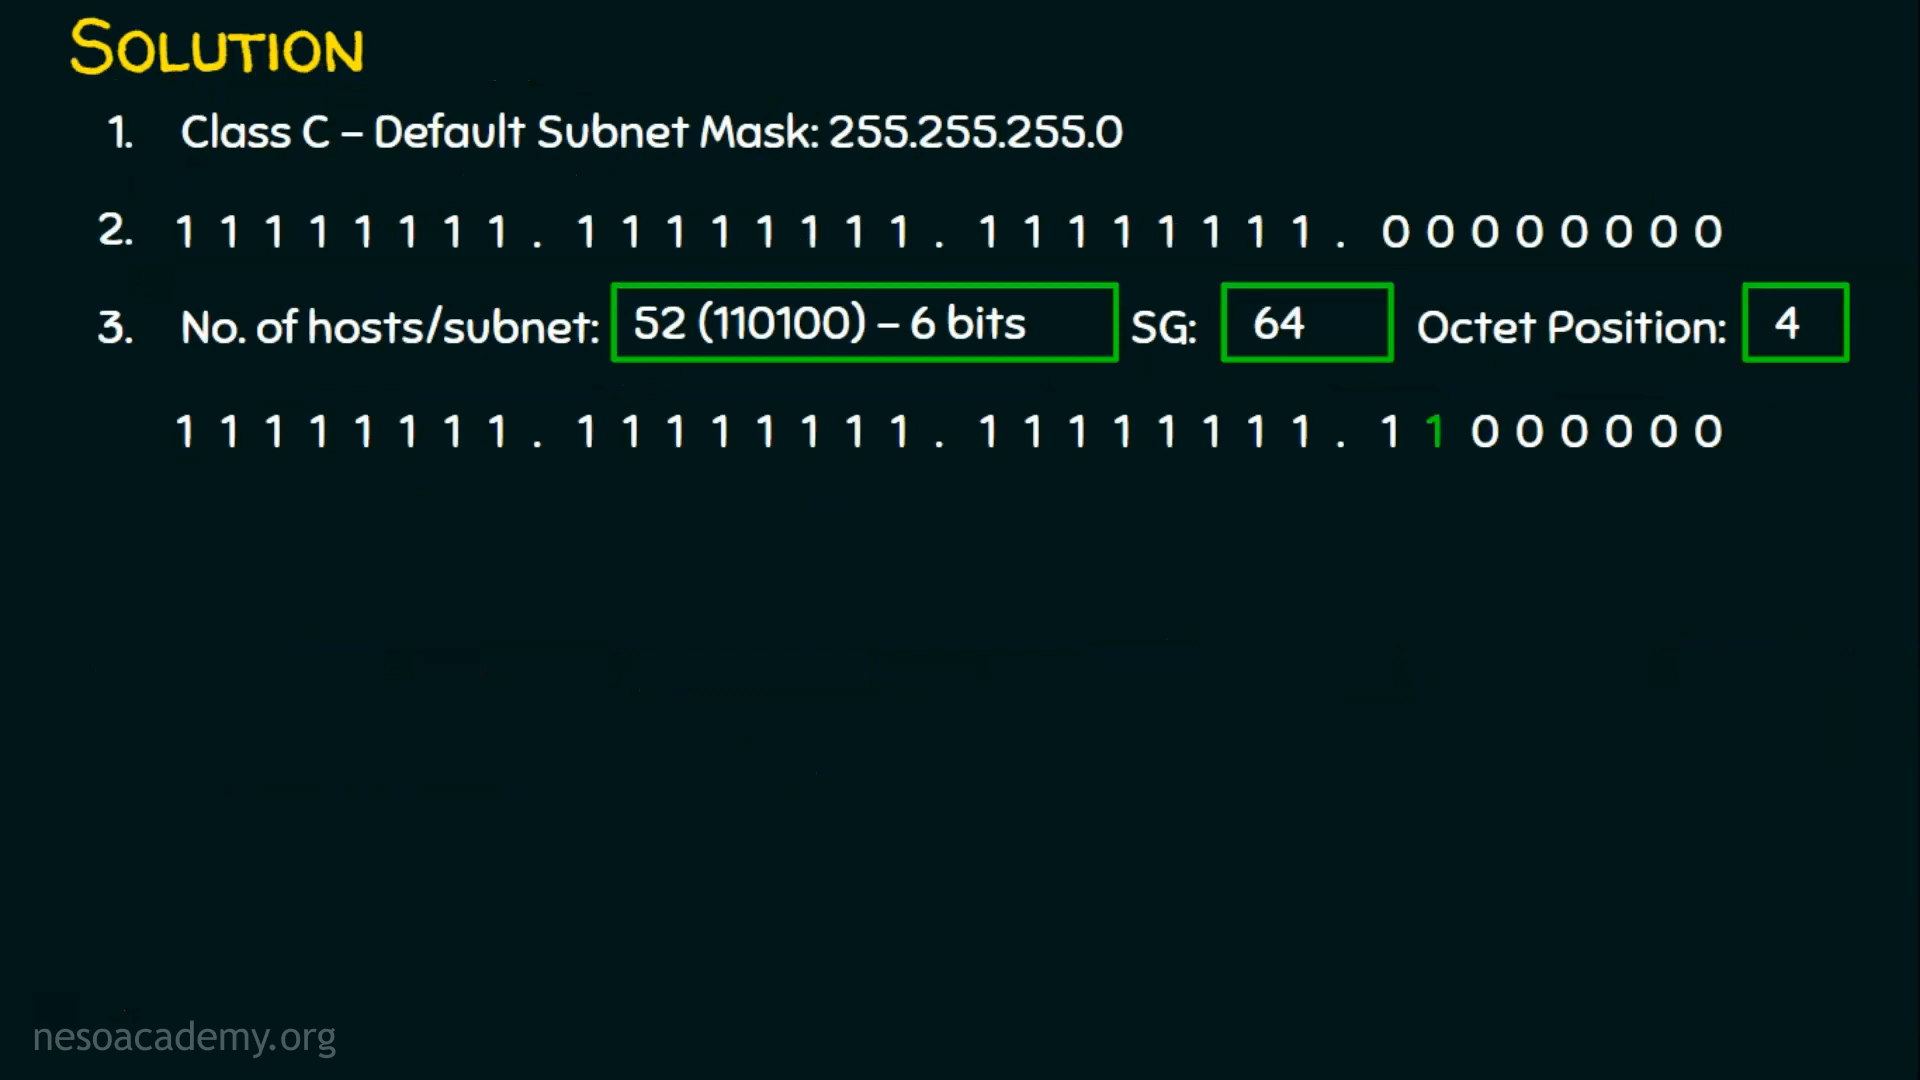 SOLUTION
1. Class C – Default Subnet Mask: 255.255.255.0
2. 1 1 1 1 1 1 1 1 . 1 1 1 1 1 1 1 1 . 1 1 1 1 1 1 1 1 . 0 0 0 0 0 0 0 0
3. No. of hosts/subnet: 52 (110100) – 6 bits SG: 64 Octet Position: 4
1 1 1 1 1 1 1 1 . 1 1 1 1 1 1 1 1 . 1 1 1 1 1 1 1 1 . 1 1 0 0 0 0 0 0
nesoacademy.org